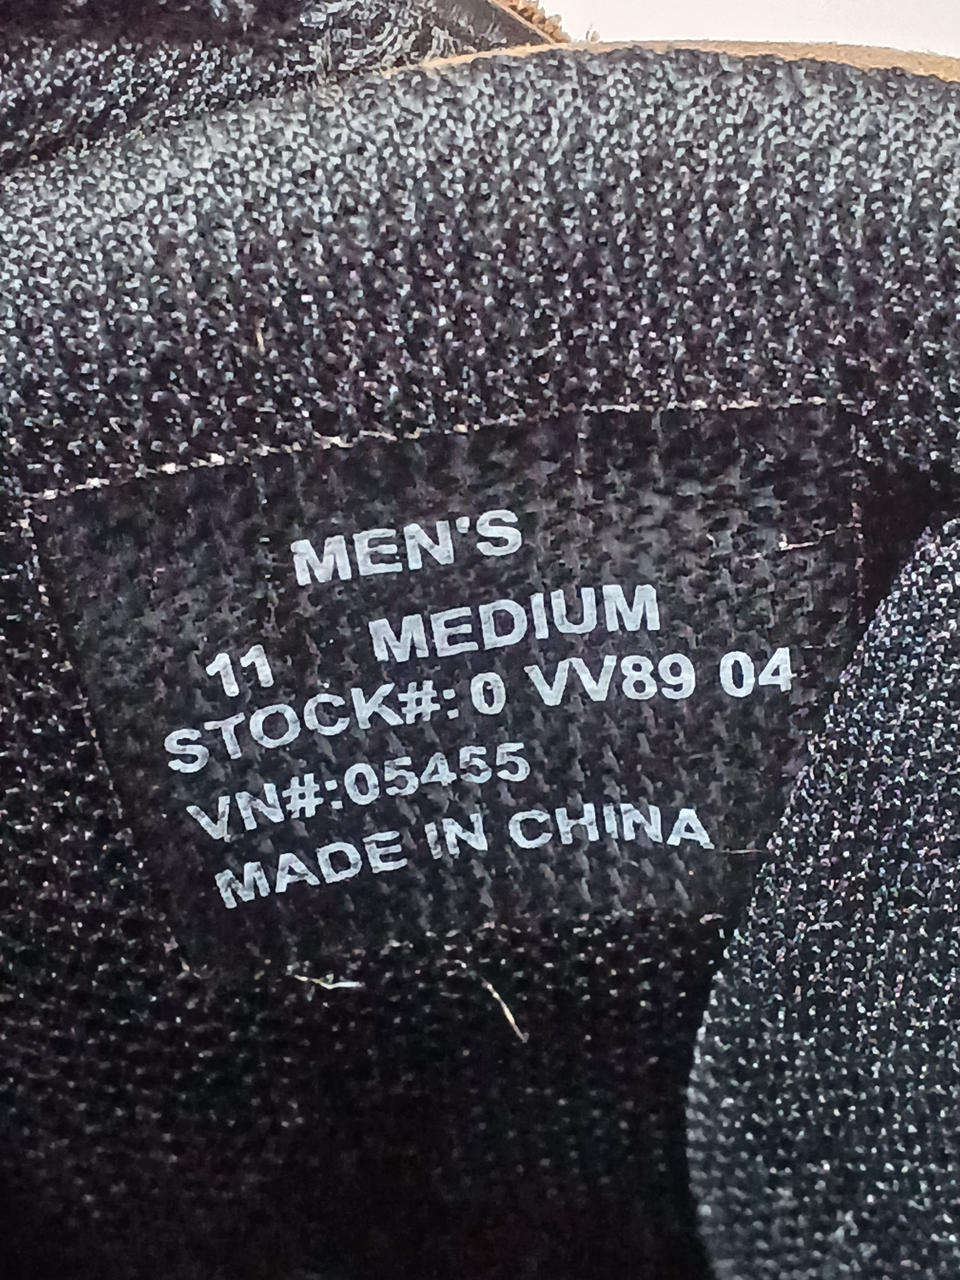 MEN'S
11 MEDIUM
STOCK#: 0 VV89 04
VN#:05455
MADE IN CHINA